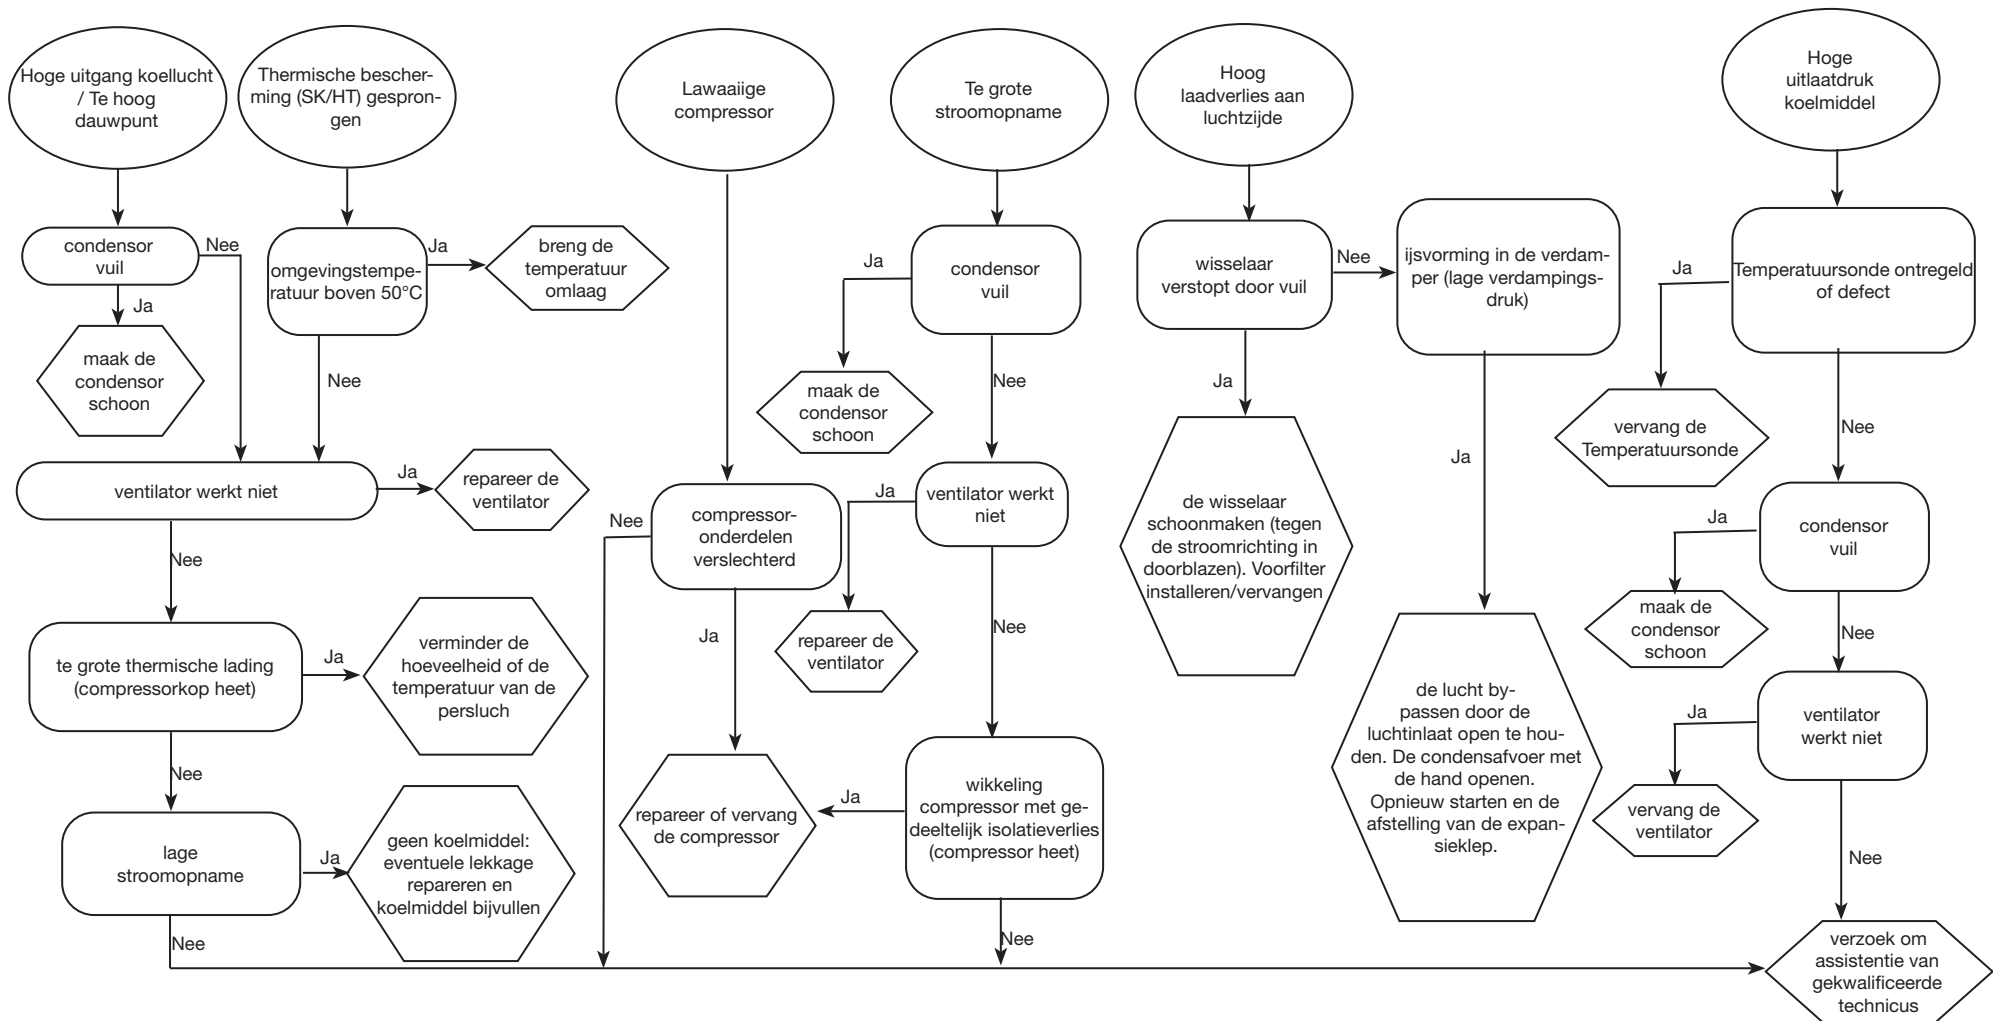 Hoge uitgang koellucht
/ Te hoog
dauwpunt
Thermische bescher-
ming (SK/HT) gespron-
gen
Lawaaiige
compressor
Te grote
stroomopname
Hoog
laadverlies aan
luchtzijde
Hoge
uitlaatdruk
koelmiddel
condensor
vuil
Nee
Ja
maak de
condensor
schoon
omgevingstempe-
ratuur boven 50°C
Ja
breng de
temperatuur
omlaag
Nee
ventilator werkt niet
Ja
repareer de
ventilator
Nee
te grote thermische lading
(compressorkop heet)
Ja
verminder de
hoeveelheid of de
temperatuur van de
persluch
Nee
lage
stroomopname
Ja
geen koelmiddel:
eventuele lekkage
repareren en
koelmiddel bijvullen
Nee
compressor-
onderdelen
verslechterd
Nee
Ja
repareer of vervang
de compressor
condensor
vuil
Ja
maak de
condensor
schoon
Nee
ventilator werkt
niet
Ja
repareer de
ventilator
Nee
wikkeling
compressor met ge-
deeltelijk isolatieverlies
(compressor heet)
Ja
Nee
wisselaar
verstopt door vuil
Nee
Ja
de wisselaar
schoonmaken (tegen
de stroomrichting in
doorblazen). Voorfilter
installeren/vervangen
ijsvorming in de verdam-
per (lage verdampings-
druk)
Ja
de lucht by-
passen door de
luchtinlaat open te hou-
den. De condensafvoer met
de hand openen.
Opnieuw starten en de
afstelling van de expan-
sieklep.
Temperatuursonde ontregeld
of defect
Ja
vervang de
Temperatuursonde
Nee
condensor
vuil
Ja
maak de
condensor
schoon
Nee
ventilator
werkt niet
Ja
vervang de
ventilator
Nee
verzoek om
assistentie van
gekwalificeerde
technicus